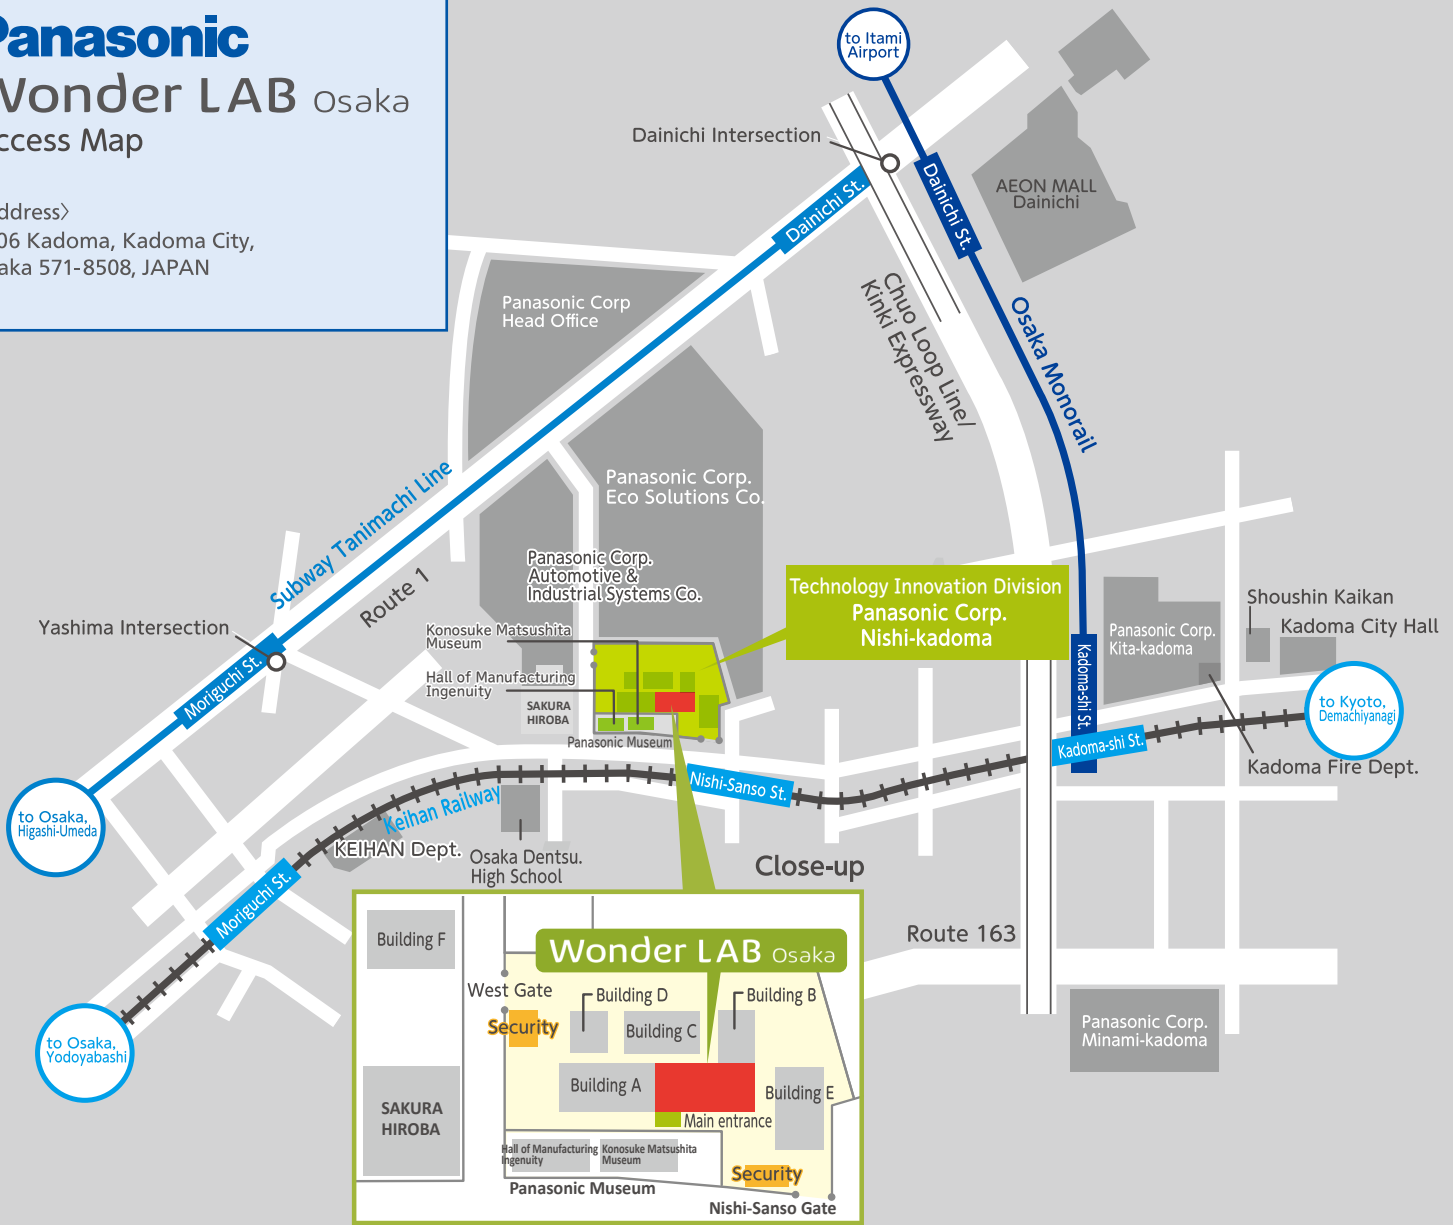 Panasonic
Wonder LAB Osaka
ccess Map
ddress〉
06 Kadoma, Kadoma City,
aka 571-8508, JAPAN
to Itami
Airport
Dainichi Intersection
Dainichi St.
Dainichi St.
AEON MALL
Dainichi
Panasonic Corp
Head Office
Chuo Loop Line/
Kinki Expressway
Osaka Monorail
Subway Tanimachi Line
Route 1
Panasonic Corp.
Eco Solutions Co.
Panasonic Corp.
Automotive &
Industrial Systems Co.
Technology Innovation Division
Panasonic Corp.
Nishi-kadoma
Yashima Intersection
Konosuke Matsushita
Museum
Hall of Manufacturing
Ingenuity
SAKURA
HIROBA
Panasonic Museum
Moriguchi St.
Panasonic Corp.
Kita-kadoma
Shoushin Kaikan
Kadoma City Hall
Kadoma-shi St.
to Kyoto,
Demachiyanagi
Kadoma-shi St.
Kadoma Fire Dept.
Nishi-Sanso St.
to Osaka,
Higashi-Umeda
Keihan Railway
KEIHAN Dept.
Osaka Dentsu.
High School
Moriguchi St.
Close-up
Route 163
to Osaka,
Yodoyabashi
Panasonic Corp.
Minami-kadoma
Building F
Wonder LAB Osaka
West Gate
Building D
Building B
Security
Building C
Building A
Building E
Main entrance
SAKURA
HIROBA
Hall of Manufacturing
Ingenuity
Konosuke Matsushita
Museum
Security
Panasonic Museum
Nishi-Sanso Gate